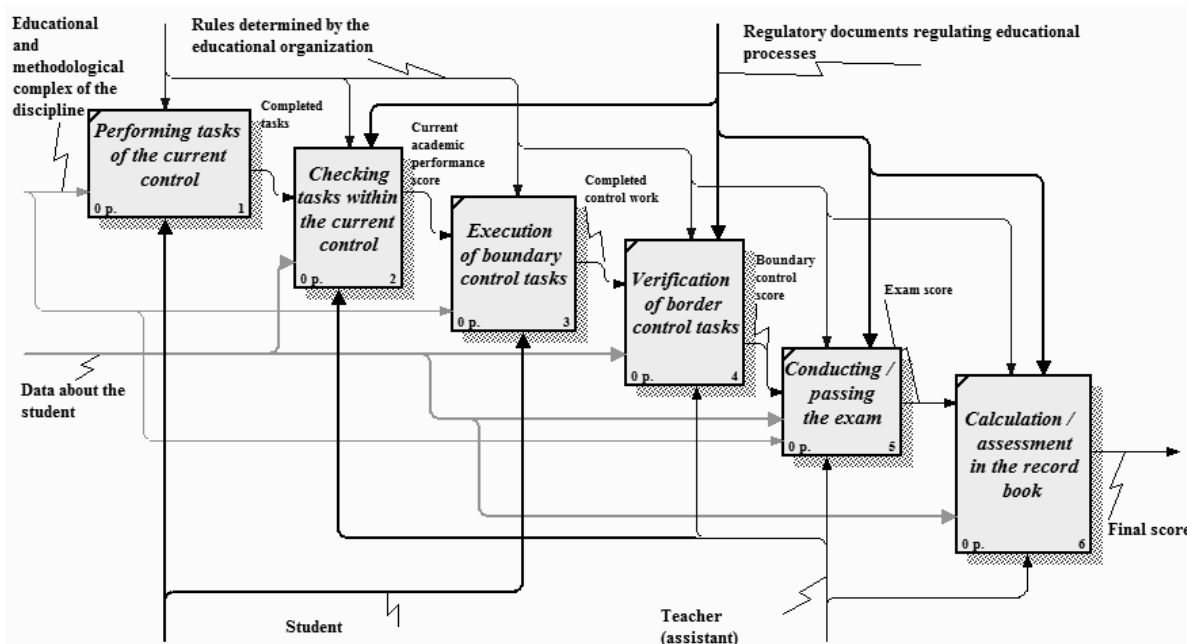 Educational
and
methodological
complex of the
discipline
Rules determined by the
educational organization
Regulatory documents regulating educational
processes
Performing tasks
of the current
control
0 p. 1
Completed
tasks
Checking
tasks within
the current
control
0 p. 2
Current
academic
performance
score
Execution
of boundary
control tasks
0 p. 3
Completed
control work
Verification
of border
control tasks
0 p. 4
Boundary
control
score
Conducting /
passing
the exam
0 p. 5
Exam score
Calculation /
assessment
in the record
book
0 p. 6
Final score
Data about the
student
Student
Teacher
(assistant)